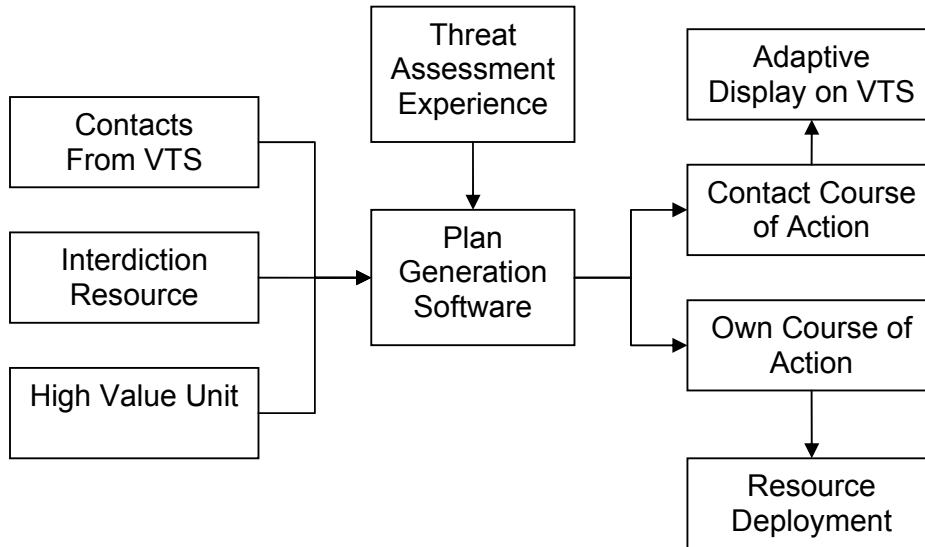 Contacts
From VTS
Interdiction
Resource
High Value Unit
Threat
Assessment
Experience
Plan
Generation
Software
Adaptive
Display on VTS
Contact Course
of Action
Own Course of
Action
Resource
Deployment